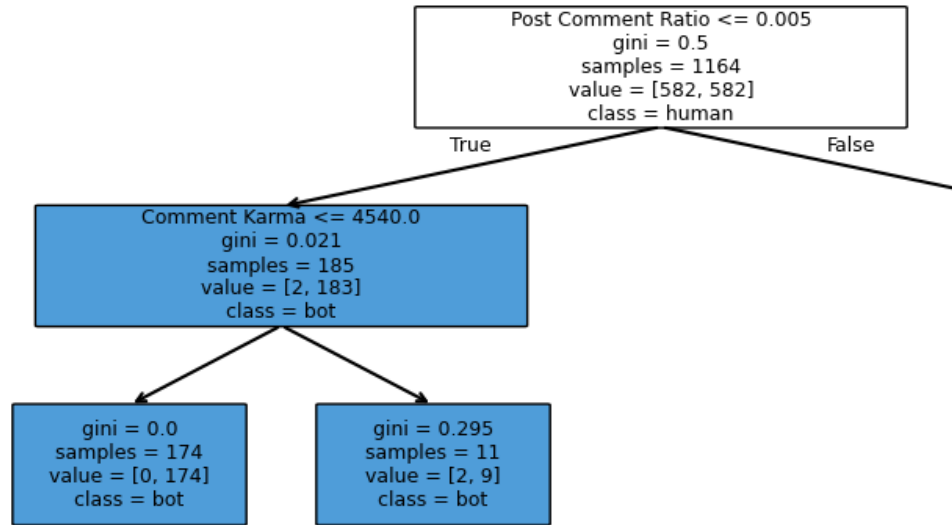 Post Comment Ratio <= 0.005
gini = 0.5
samples = 1164
value = [582, 582]
class = human
True
False
Comment Karma <= 4540.0
gini = 0.021
samples = 185
value = [2, 183]
class = bot
gini = 0.0
samples = 174
value = [0, 174]
class = bot
gini = 0.295
samples = 11
value = [2, 9]
class = bot